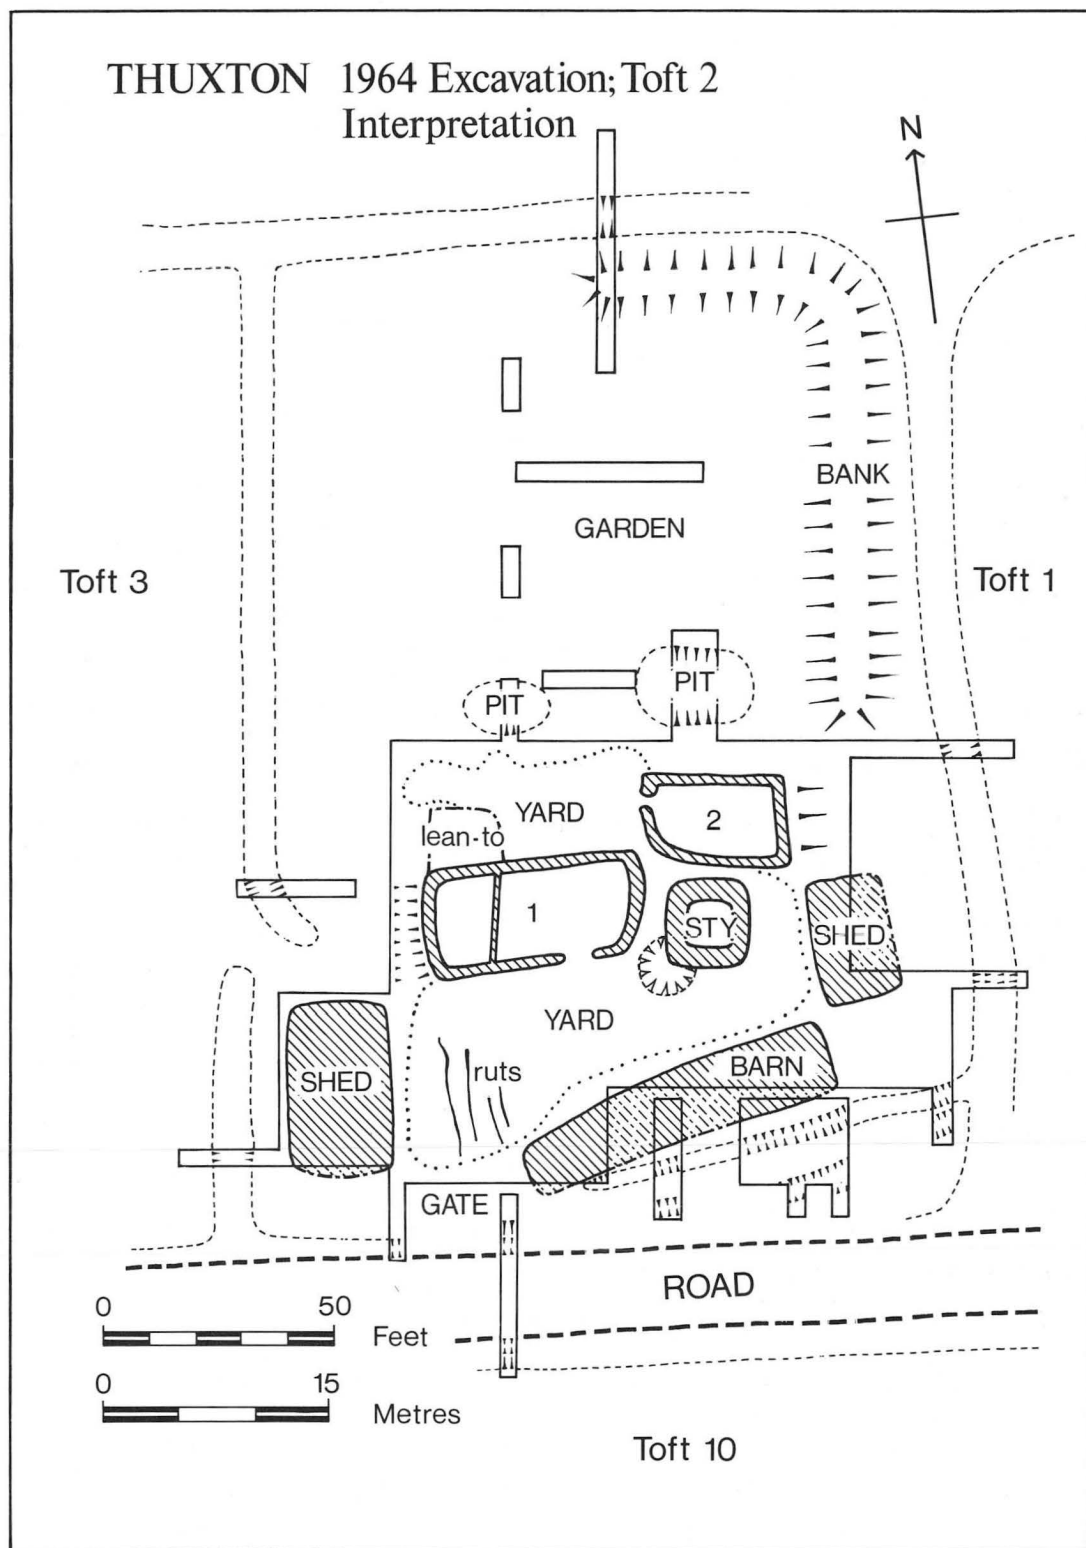 THUXTON 1964 Excavation; Toft 2
Interpretation
N
BANK
GARDEN
Toft 3
Toft 1
PIT
PIT
YARD
2
lean-to
1
STY
SHED
YARD
BARN
SHED
ruts
GATE
ROAD
0 50
Feet
0 15
Metres
Toft 10